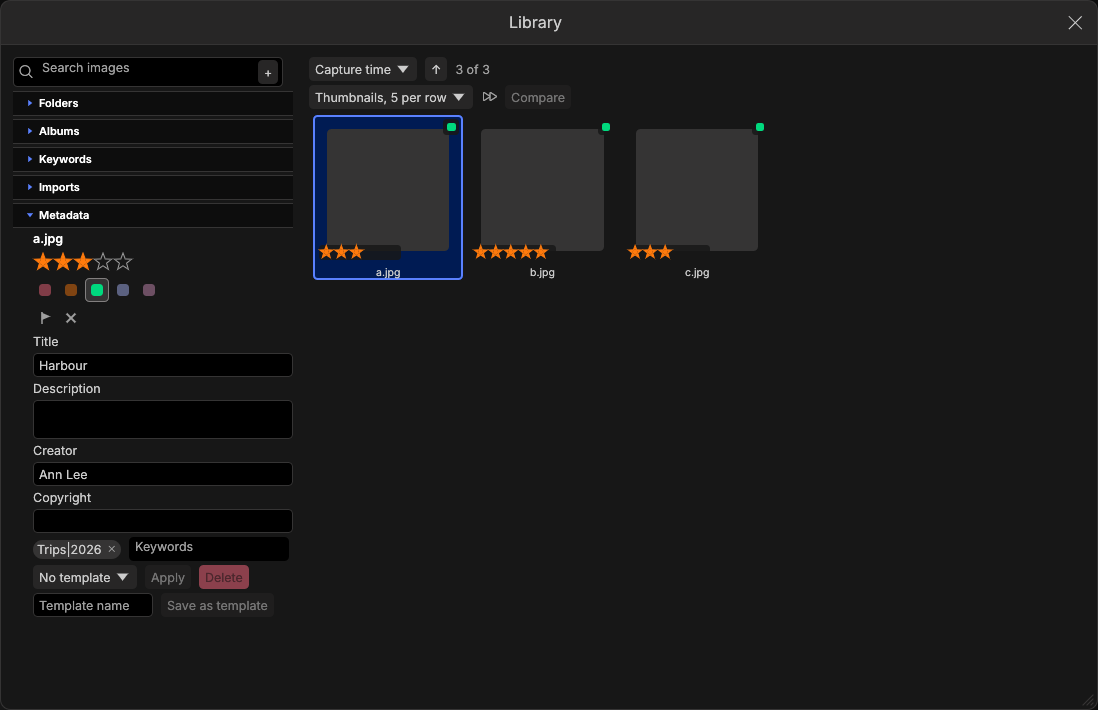 Library
Search images
+
Folders
Albums
Keywords
Imports
Metadata
a.jpg
Title
Harbour
Description
Creator
Ann Lee
Copyright
Trips|2026 ×
Keywords
No template
Apply
Delete
Template name
Save as template
Capture time
3 of 3
Thumbnails, 5 per row
Compare
a.jpg
b.jpg
c.jpg